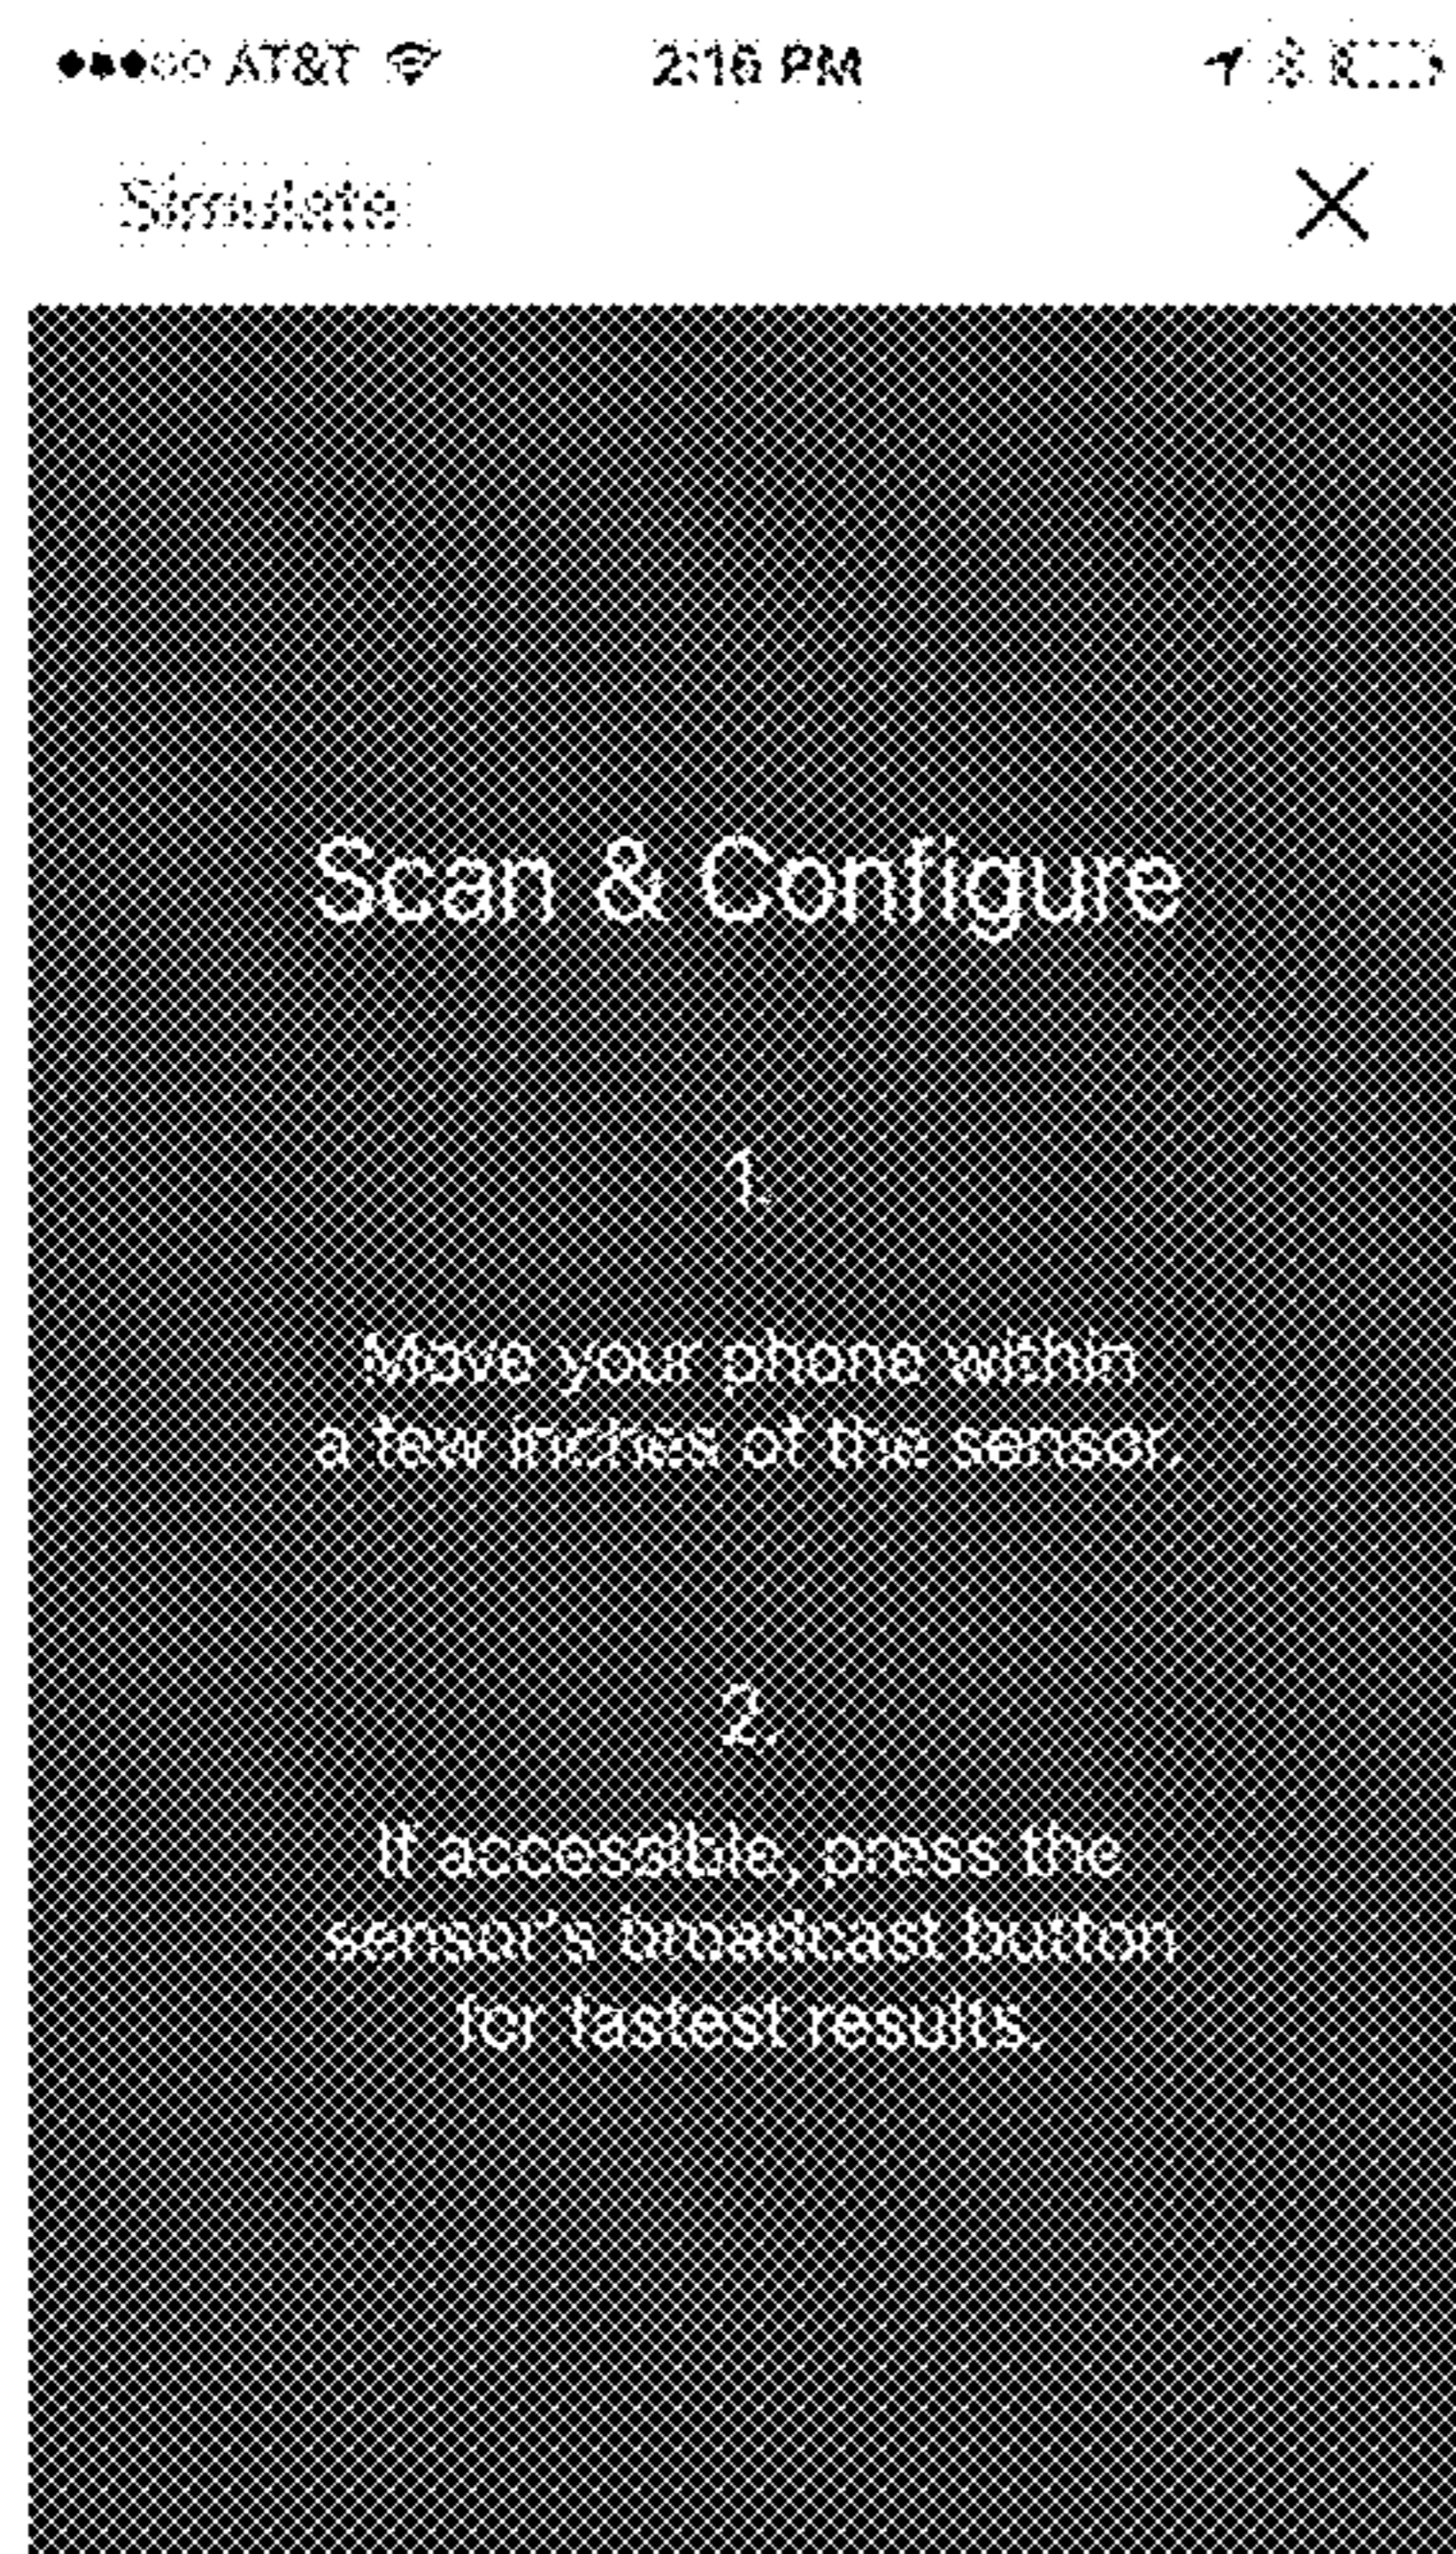 AT&T 2:16 PM
Simulate
Scan & Configure
1.
Move your phone within
a few inches of the sensor.
2.
If accessible, press the
sensor's broadcast button
for fastest results.